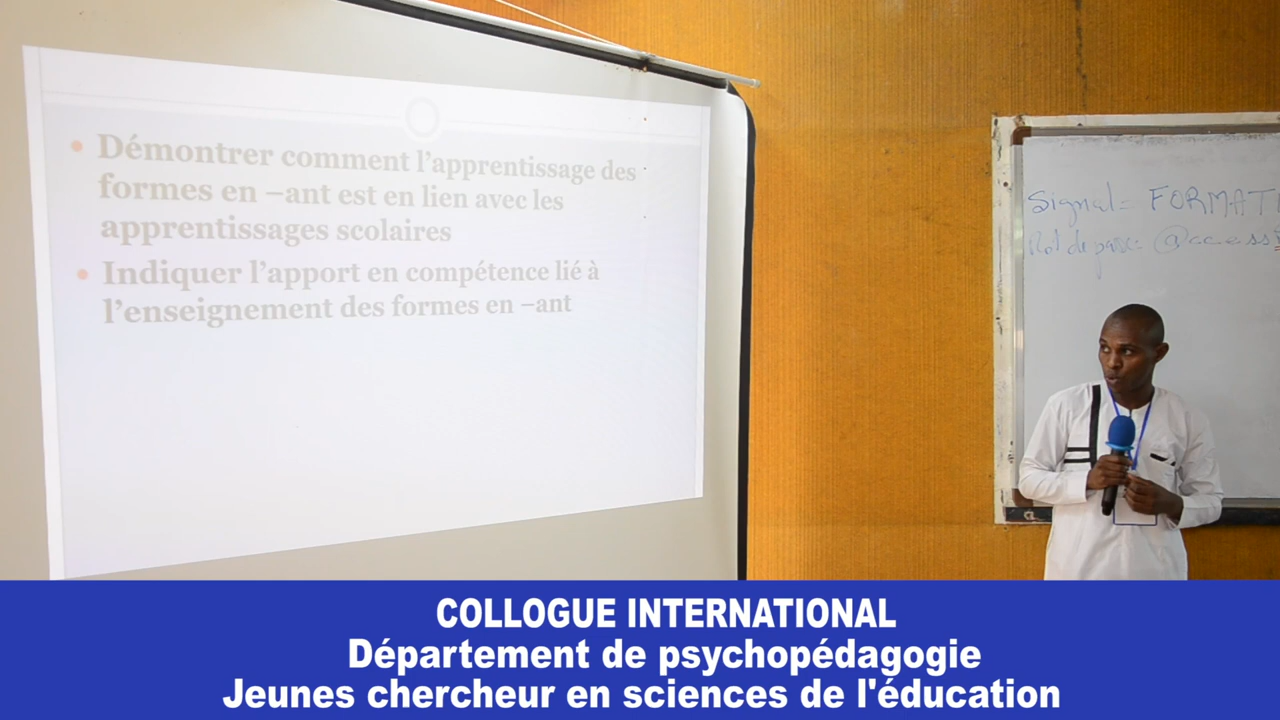 • Démontrer comment l'apprentissage des
formes en –ant est en lien avec les
apprentissages scolaires
• Indiquer l'apport en compétence lié à
l'enseignement des formes en –ant
Signal = FORMAT
Mot de passe: @ccess
COLLOGUE INTERNATIONAL
Département de psychopédagogie
Jeunes chercheur en sciences de l'éducation